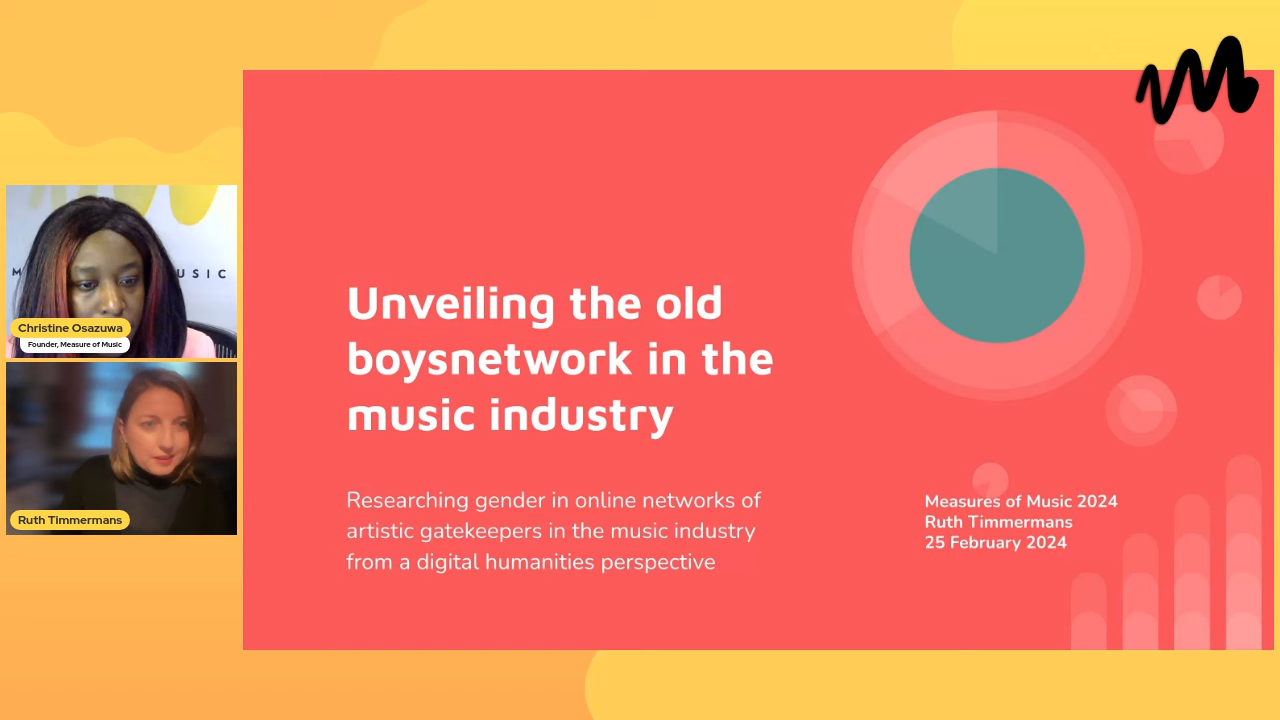 USIC
Christine Osazuwa
Founder, Measure of Music
Ruth Timmermans
Unveiling the old
boysnetwork in the
music industry
Researching gender in online networks of
artistic gatekeepers in the music industry
from a digital humanities perspective
Measures of Music 2024
Ruth Timmermans
25 February 2024